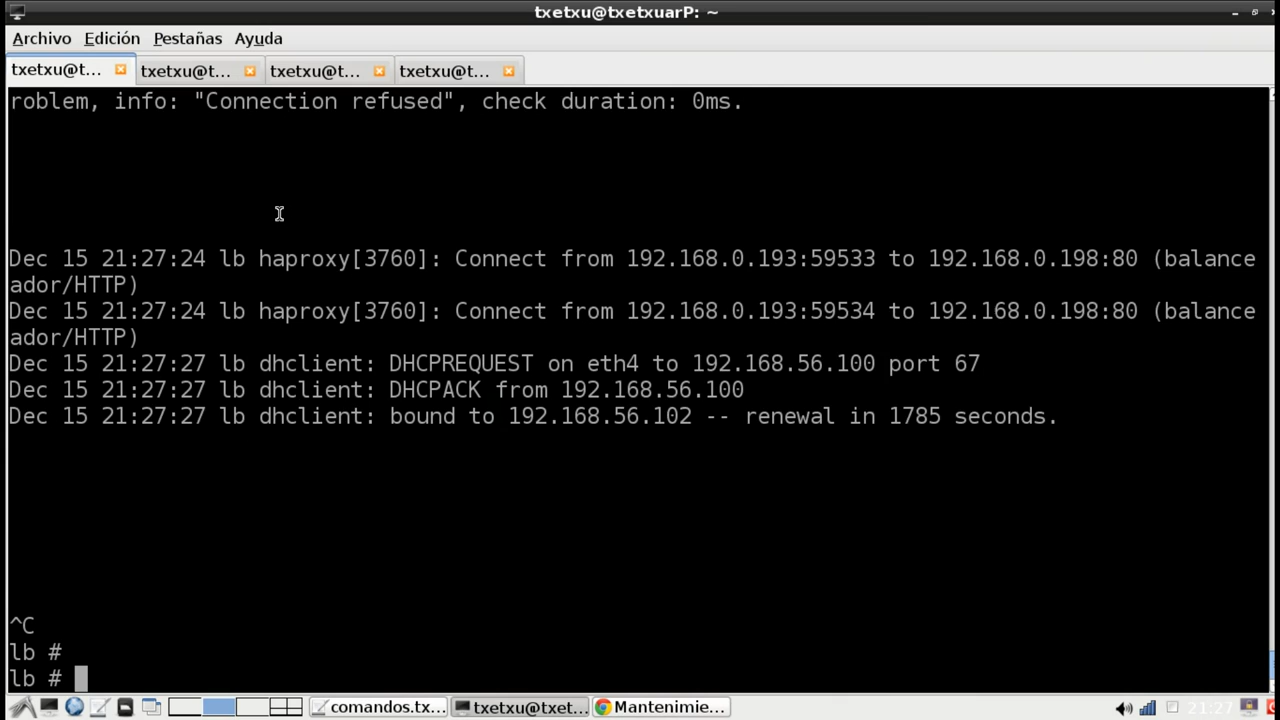 txetxu@txetxuarP: ~
Archivo Edición Pestañas Ayuda
txetxu@t... txetxu@t... txetxu@t... txetxu@t...
roblem, info: "Connection refused", check duration: 0ms.
Dec 15 21:27:24 lb haproxy[3760]: Connect from 192.168.0.193:59533 to 192.168.0.198:80 (balance
ador/HTTP)
Dec 15 21:27:24 lb haproxy[3760]: Connect from 192.168.0.193:59534 to 192.168.0.198:80 (balance
ador/HTTP)
Dec 15 21:27:27 lb dhclient: DHCPREQUEST on eth4 to 192.168.56.100 port 67
Dec 15 21:27:27 lb dhclient: DHCPACK from 192.168.56.100
Dec 15 21:27:27 lb dhclient: bound to 192.168.56.102 -- renewal in 1785 seconds.
^C
lb #
lb #
comandos.tx... txetxu@txet... Mantenimie... 21:27